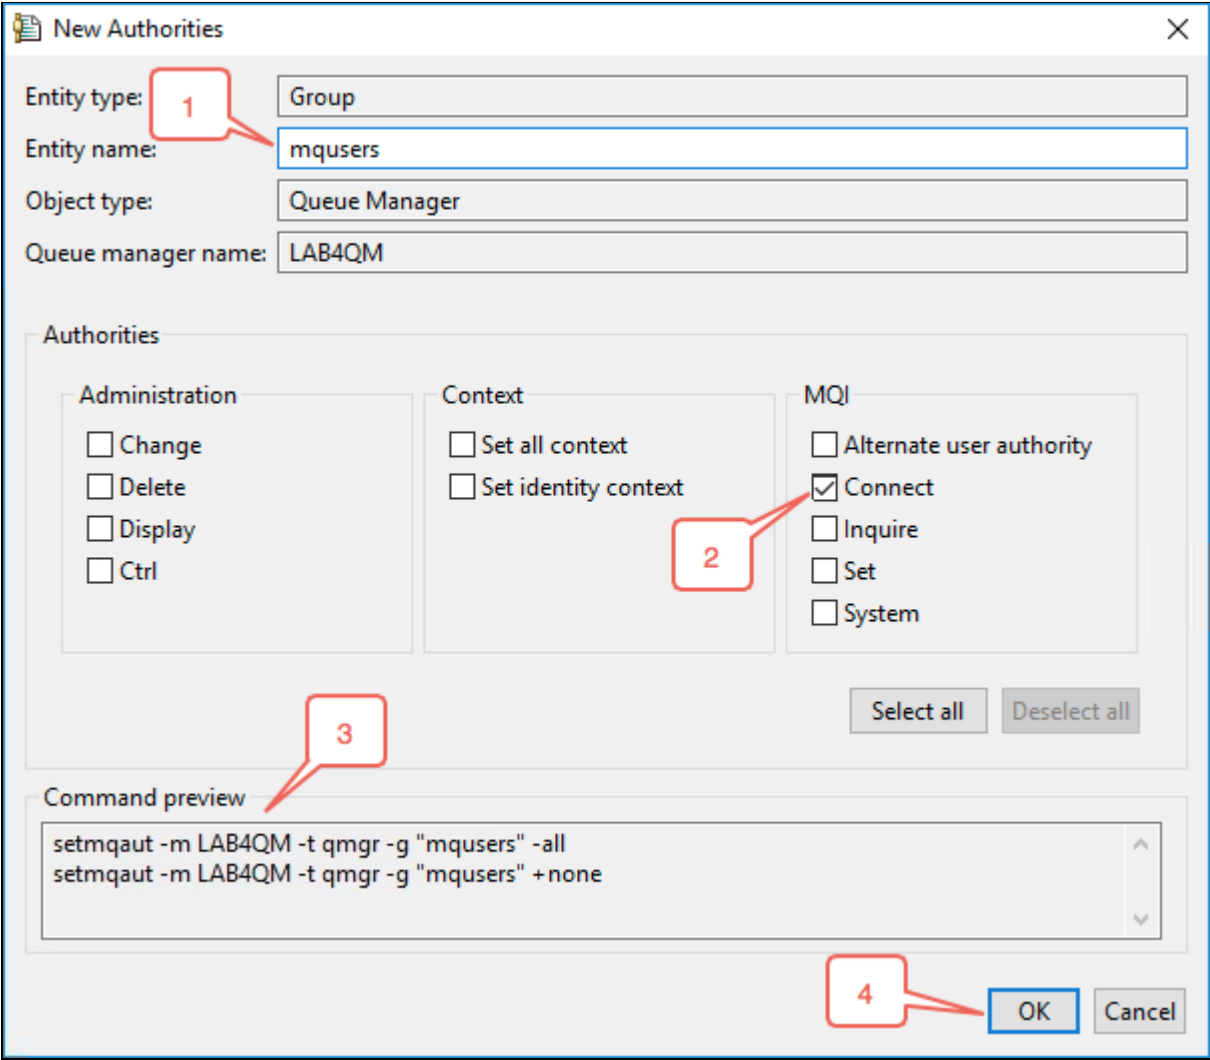 New Authorities
Entity type: Group
1
Entity name: mqusers
Object type: Queue Manager
Queue manager name: LAB4QM
Authorities
Administration
Change
Delete
Display
Ctrl
Context
Set all context
Set identity context
MQI
Alternate user authority
Connect
Inquire
Set
System
2
Select all
Deselect all
3
Command preview
setmqaut -m LAB4QM -t qmgr -g "mqusers" -all
setmqaut -m LAB4QM -t qmgr -g "mqusers" +none
4
OK
Cancel